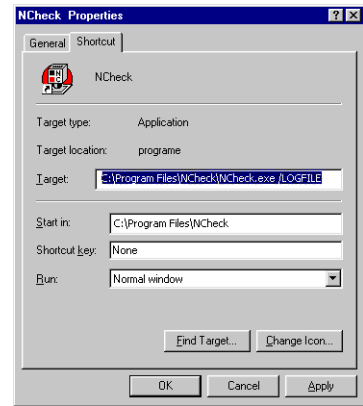 NCheck Properties
General Shortcut
NCheck
Target type: Application
Target location: programe
Target: C:\Program Files\NCheck\NCheck.exe /LOGFILE
Start in: C:\Program Files\NCheck
Shortcut key: None
Run: Normal window
Find Target... Change Icon...
OK Cancel Apply